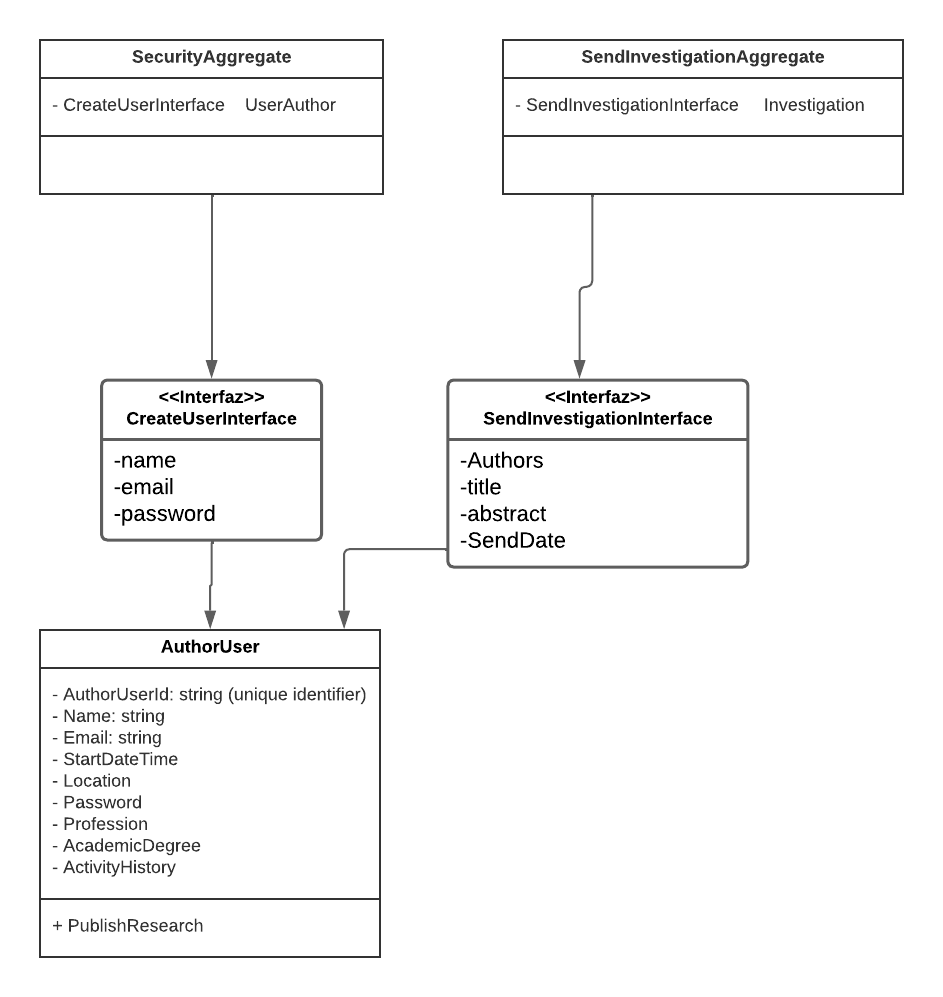 SecurityAggregate
- CreateUserInterface UserAuthor
SendInvestigationAggregate
- SendInvestigationInterface Investigation
<<Interfaz>>
CreateUserInterface
-name
-email
-password
<<Interfaz>>
SendInvestigationInterface
-Authors
-title
-abstract
-SendDate
AuthorUser
- AuthorUserId: string (unique identifier)
- Name: string
- Email: string
- StartDateTime
- Location
- Password
- Profession
- AcademicDegree
- ActivityHistory
+ PublishResearch